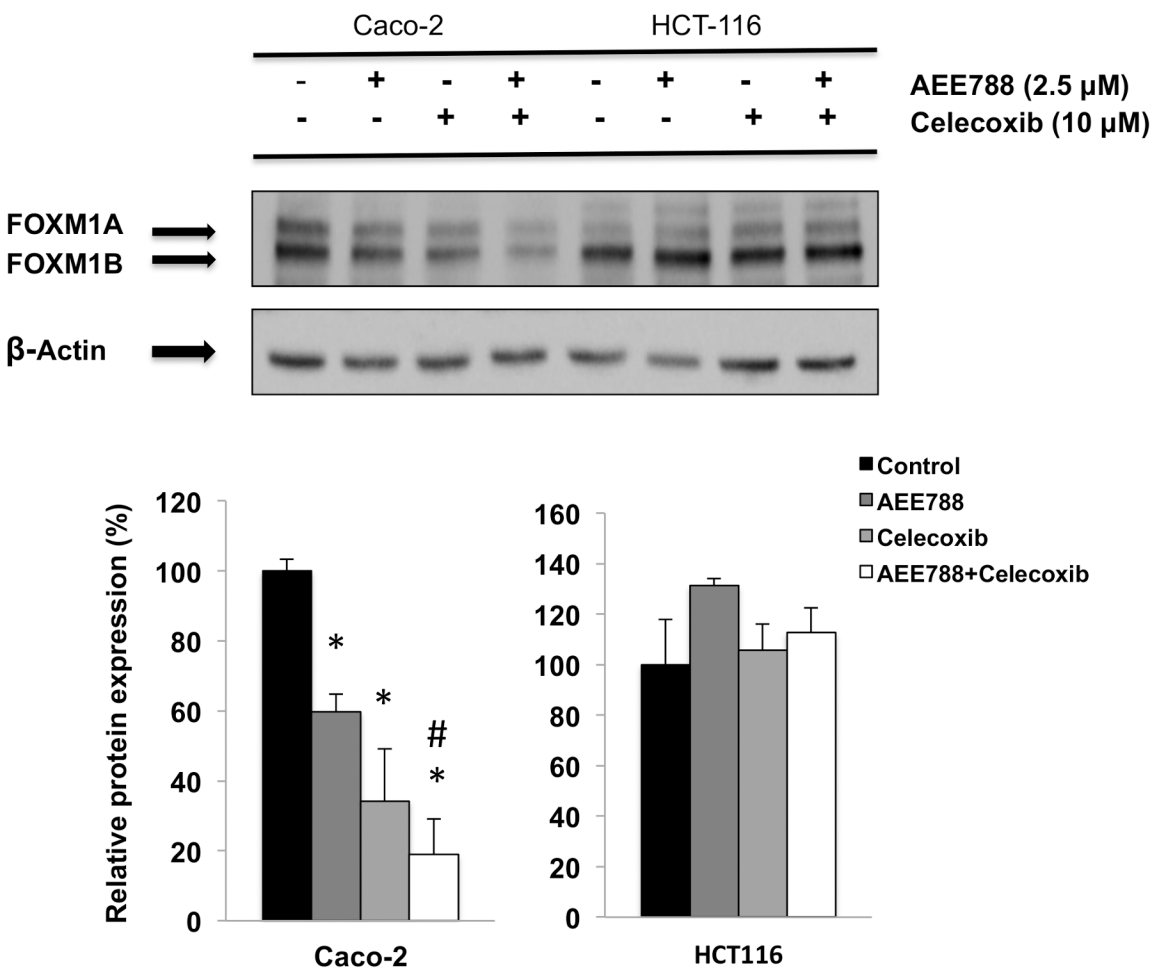 Caco-2 HCT-116
- + - + - + - + AEE788 (2.5 µM)
- - + + - - + + Celecoxib (10 µM)
FOXM1A
FOXM1B
β-Actin
Relative protein expression (%)
120
100
80
60
40
20
0
*
*
#
*
Caco-2
160
140
120
100
80
60
40
20
0
HCT116
Control
AEE788
Celecoxib
AEE788+Celecoxib